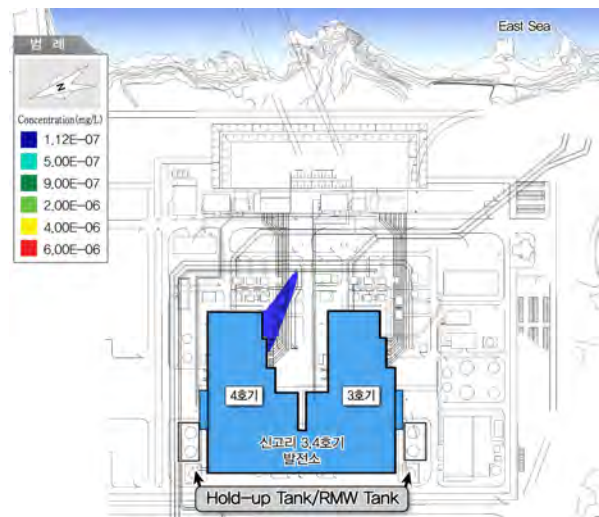 East Sea
범 례
N
Concentration(mg/L)
1.12E-07
5.00E-07
9.00E-07
2.00E-06
4.00E-06
6.00E-06
4호기
3호기
신고리 3,4호기
발전소
Hold-up Tank/RMW Tank